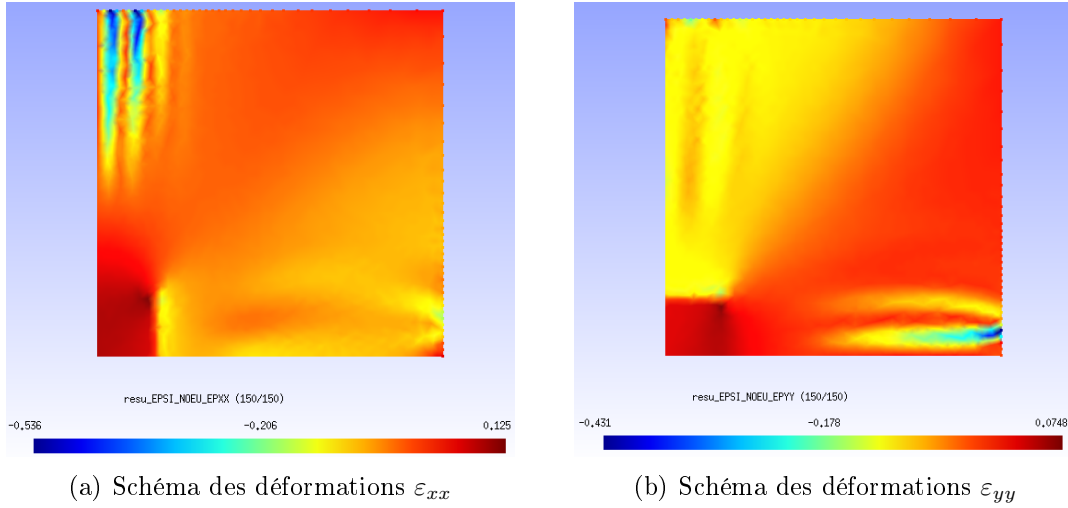 resu_EPSI_NOEU_EPXX (150/150)
-0.536 -0.206 0.125
(a) Schéma des déformations εxx
resu_EPSI_NOEU_EPYY (150/150)
-0.431 -0.178 0.0748
(b) Schéma des déformations εyy